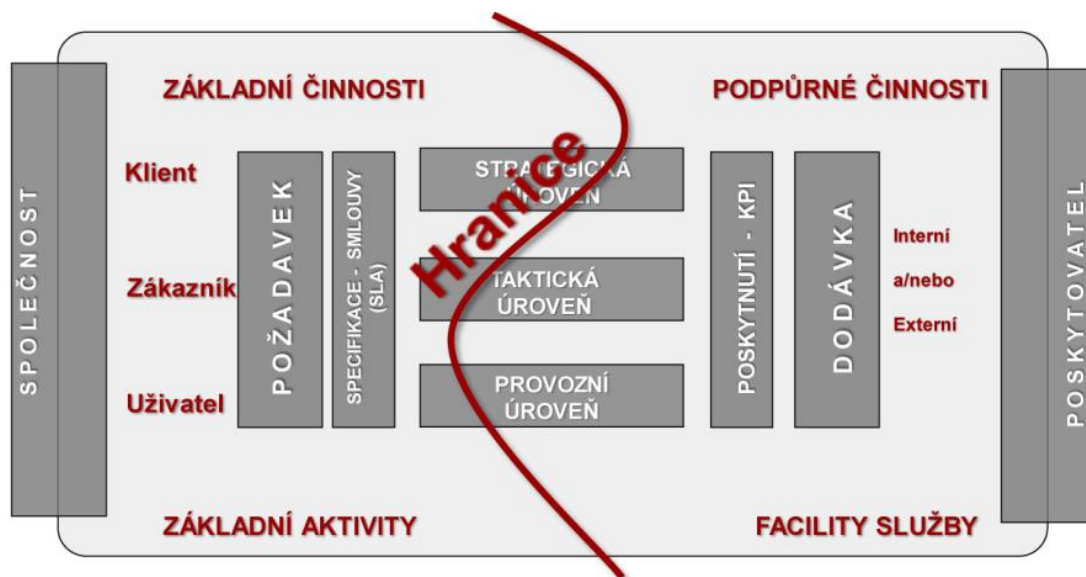 ZÁKLADNÍ ČINNOSTI
PODPŮRNÉ ČINNOSTI
SPOLEČNOST
Klient
Zákazník
Uživatel
POŽADAVEK
SPECIFIKACE - SMLOUVY
(SLA)
Hranice
STRATEGICKÁ
ÚROVEŇ
TAKTICKÁ
ÚROVEŇ
PROVOZNÍ
ÚROVEŇ
POSKYTNUTÍ - KPI
DODÁVKA
Interní
a/nebo
Externí
POSKYTOVATEL
ZÁKLADNÍ AKTIVITY
FACILITY SLUŽBY